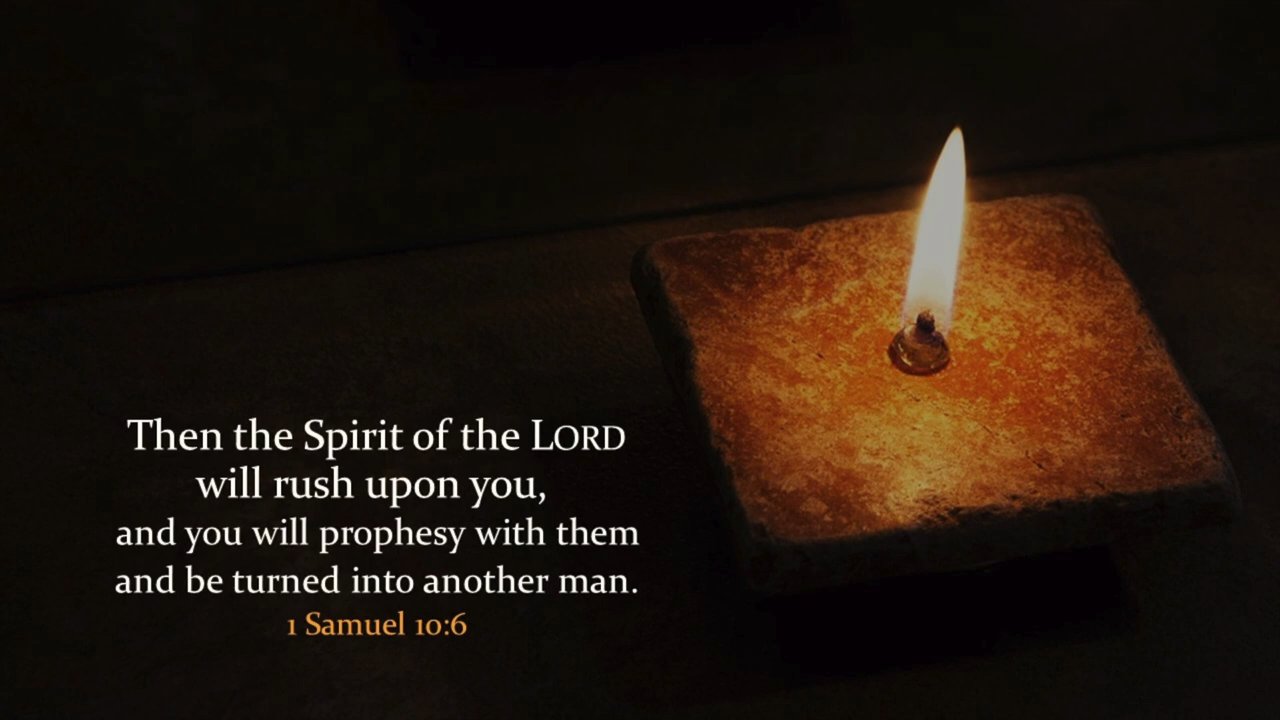 Then the Spirit of the LORD
will rush upon you,
and you will prophesy with them
and be turned into another man.
1 Samuel 10:6